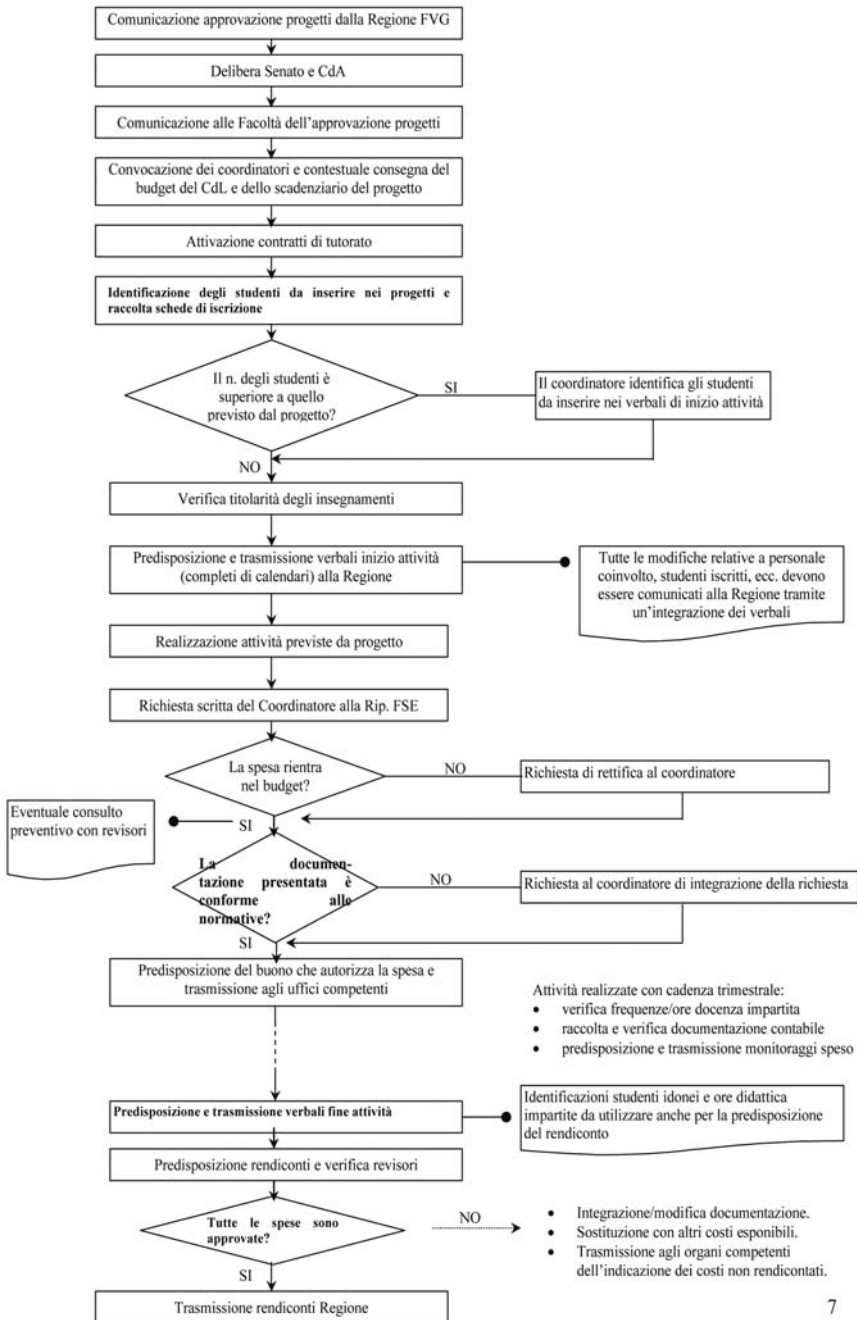 Comunicazione approvazione progetti dalla Regione FVG
Delibera Senato e CdA
Comunicazione alle Facoltà dell'approvazione progetti
Convocazione dei coordinatori e contestuale consegna del
budget del CdL e dello scadenziario del progetto
Attivazione contratti di tutorato
Identificazione degli studenti da inserire nei progetti e
raccolta schede di iscrizione
Il n. degli studenti è
superiore a quello
previsto dal progetto?
SI
Il coordinatore identifica gli studenti
da inserire nei verbali di inizio attività
NO
Verifica titolarità degli insegnamenti
Predisposizione e trasmissione verbali inizio attività
(completi di calendari) alla Regione
Tutte le modifiche relative a personale
coinvolto, studenti iscritti, ecc. devono
essere comunicati alla Regione tramite
un'integrazione dei verbali
Realizzazione attività previste da progetto
Richiesta scritta del Coordinatore alla Rip. FSE
La spesa rientra
nel budget?
NO
Richiesta di rettifica al coordinatore
Eventuale consulto
preventivo con revisori
SI
La documen-
tazione presentata è
conforme alle
normative?
NO
Richiesta al coordinatore di integrazione della richiesta
SI
Predisposizione del buono che autorizza la spesa e
trasmissione agli uffici competenti
Attività realizzate con cadenza trimestrale:
• verifica frequenze/ore docenza impartita
• raccolta e verifica documentazione contabile
• predisposizione e trasmissione monitoraggi speso
Predisposizione e trasmissione verbali fine attività
Identificazioni studenti idonei e ore didattica
impartite da utilizzare anche per la predisposizione
del rendiconto
Predisposizione rendiconti e verifica revisori
Tutte le spese sono
approvate?
NO
• Integrazione/modifica documentazione.
• Sostituzione con altri costi esponibili.
• Trasmissione agli organi competenti
dell'indicazione dei costi non rendicontati.
SI
Trasmissione rendiconti Regione
7